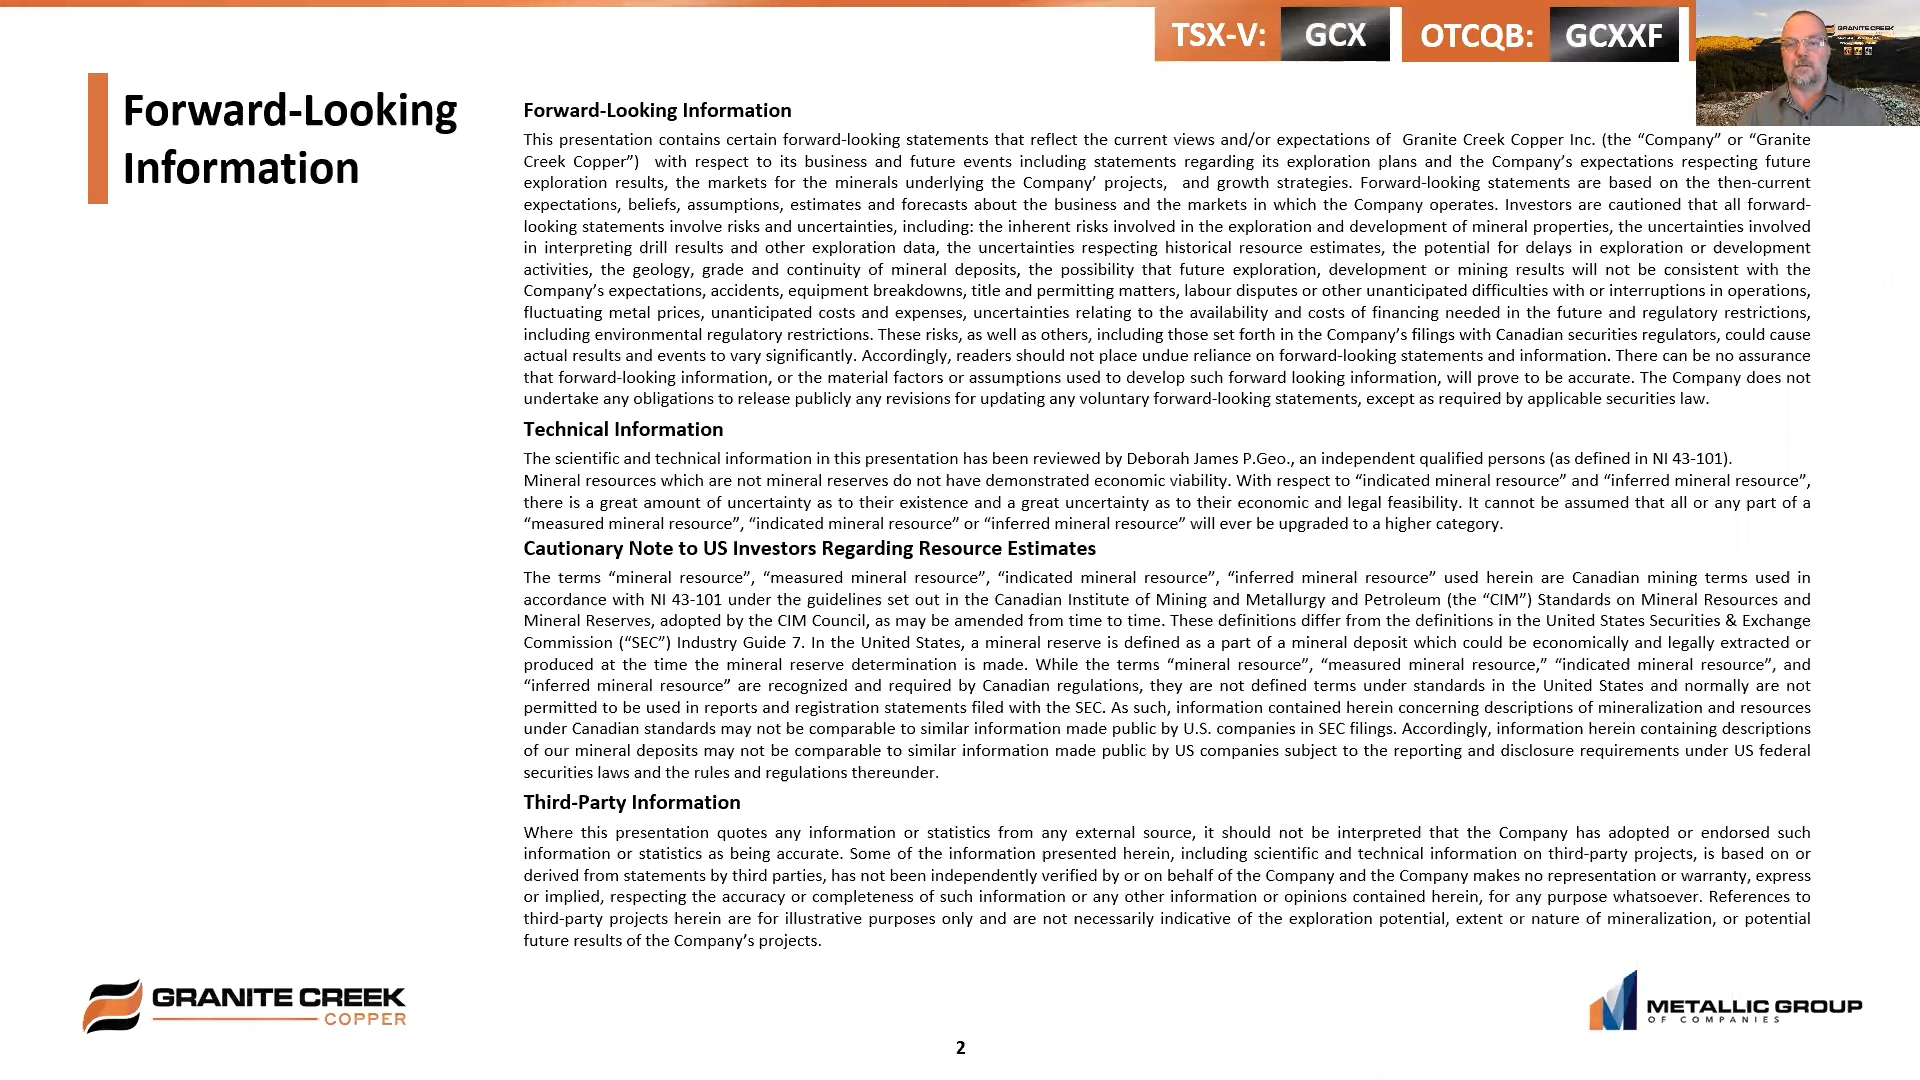 TSX-V: GCX OTCQB: GCXXF
Forward-Looking
Information
Forward-Looking Information
This presentation contains certain forward-looking statements that reflect the current views and/or expectations of Granite Creek Copper Inc. (the “Company” or “Granite
Creek Copper”) with respect to its business and future events including statements regarding its exploration plans and the Company’s expectations respecting future
exploration results, the markets for the minerals underlying the Company’ projects, and growth strategies. Forward-looking statements are based on the then-current
expectations, beliefs, assumptions, estimates and forecasts about the business and the markets in which the Company operates. Investors are cautioned that all forward-
looking statements involve risks and uncertainties, including: the inherent risks involved in the exploration and development of mineral properties, the uncertainties involved
in interpreting drill results and other exploration data, the uncertainties respecting historical resource estimates, the potential for delays in exploration or development
activities, the geology, grade and continuity of mineral deposits, the possibility that future exploration, development or mining results will not be consistent with the
Company’s expectations, accidents, equipment breakdowns, title and permitting matters, labour disputes or other unanticipated difficulties with or interruptions in operations,
fluctuating metal prices, unanticipated costs and expenses, uncertainties relating to the availability and costs of financing needed in the future and regulatory restrictions,
including environmental regulatory restrictions. These risks, as well as others, including those set forth in the Company’s filings with Canadian securities regulators, could cause
actual results and events to vary significantly. Accordingly, readers should not place undue reliance on forward-looking statements and information. There can be no assurance
that forward-looking information, or the material factors or assumptions used to develop such forward looking information, will prove to be accurate. The Company does not
undertake any obligations to release publicly any revisions for updating any voluntary forward-looking statements, except as required by applicable securities law.
Technical Information
The scientific and technical information in this presentation has been reviewed by Deborah James P.Geo., an independent qualified persons (as defined in NI 43-101).
Mineral resources which are not mineral reserves do not have demonstrated economic viability. With respect to “indicated mineral resource” and “inferred mineral resource”,
there is a great amount of uncertainty as to their existence and a great uncertainty as to their economic and legal feasibility. It cannot be assumed that all or any part of a
“measured mineral resource”, “indicated mineral resource” or “inferred mineral resource” will ever be upgraded to a higher category.
Cautionary Note to US Investors Regarding Resource Estimates
The terms “mineral resource”, “measured mineral resource”, “indicated mineral resource”, “inferred mineral resource” used herein are Canadian mining terms used in
accordance with NI 43-101 under the guidelines set out in the Canadian Institute of Mining and Metallurgy and Petroleum (the “CIM”) Standards on Mineral Resources and
Mineral Reserves, adopted by the CIM Council, as may be amended from time to time. These definitions differ from the definitions in the United States Securities & Exchange
Commission (“SEC”) Industry Guide 7. In the United States, a mineral reserve is defined as a part of a mineral deposit which could be economically and legally extracted or
produced at the time the mineral reserve determination is made. While the terms “mineral resource”, “measured mineral resource,” “indicated mineral resource”, and
“inferred mineral resource” are recognized and required by Canadian regulations, they are not defined terms under standards in the United States and normally are not
permitted to be used in reports and registration statements filed with the SEC. As such, information contained herein concerning descriptions of mineralization and resources
under Canadian standards may not be comparable to similar information made public by U.S. companies in SEC filings. Accordingly, information herein containing descriptions
of our mineral deposits may not be comparable to similar information made public by US companies subject to the reporting and disclosure requirements under US federal
securities laws and the rules and regulations thereunder.
Third-Party Information
Where this presentation quotes any information or statistics from any external source, it should not be interpreted that the Company has adopted or endorsed such
information or statistics as being accurate. Some of the information presented herein, including scientific and technical information on third-party projects, is based on or
derived from statements by third parties, has not been independently verified by or on behalf of the Company and the Company makes no representation or warranty, express
or implied, respecting the accuracy or completeness of such information or any other information or opinions contained herein, for any purpose whatsoever. References to
third-party projects herein are for illustrative purposes only and are not necessarily indicative of the exploration potential, extent or nature of mineralization, or potential
future results of the Company’s projects.
GRANITE CREEK
COPPER
METALLIC GROUP
OF COMPANIES
2